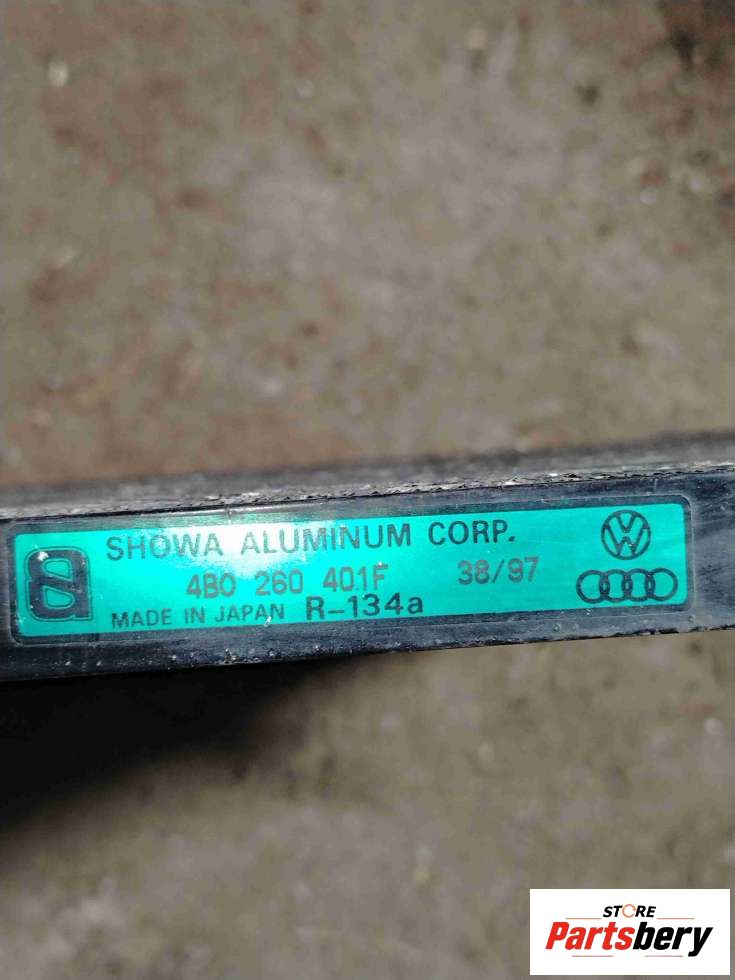 SHOWA ALUMINUM CORP.
4B0 260 401F 38/97
MADE IN JAPAN R-134a
STORE
Partsbery